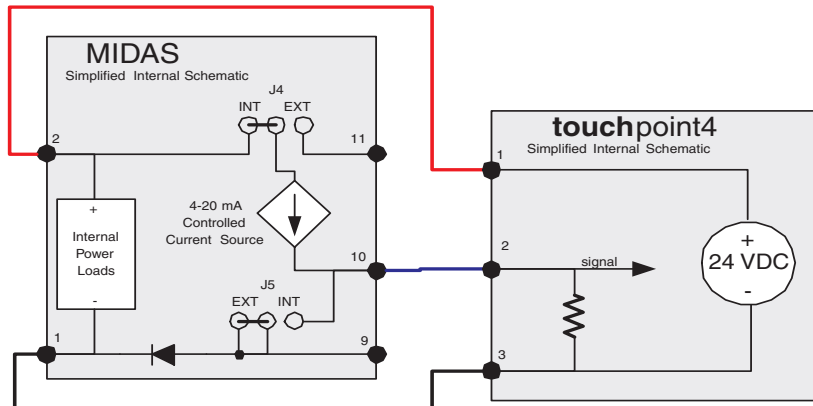 MIDAS
Simplified Internal Schematic
J4
INT EXT
2
11
+
Internal
Power
Loads
-
4-20 mA
Controlled
Current Source
10
J5
EXT INT
1
9
touchpoint4
Simplified Internal Schematic
1
2
signal
+
24 VDC
-
3